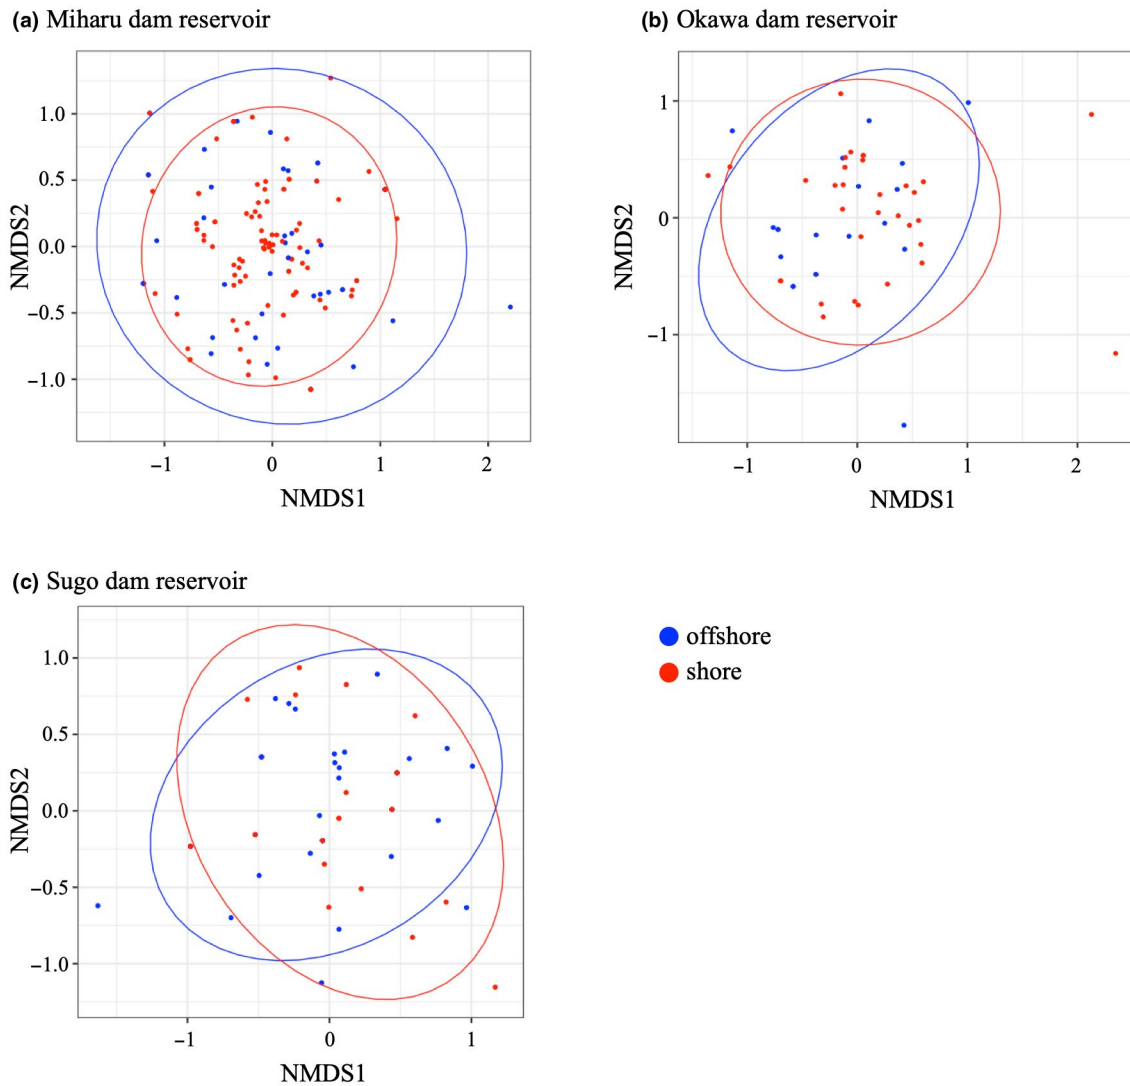 (a) Miharu dam reservoir
NMDS2
1.0
0.5
0.0
−0.5
−1.0
−1
0
1
2
NMDS1
(b) Okawa dam reservoir
NMDS2
1
0
−1
−1
0
1
2
NMDS1
(c) Sugo dam reservoir
NMDS2
1.0
0.5
0.0
−0.5
−1.0
−1
0
1
NMDS1
offshore
shore